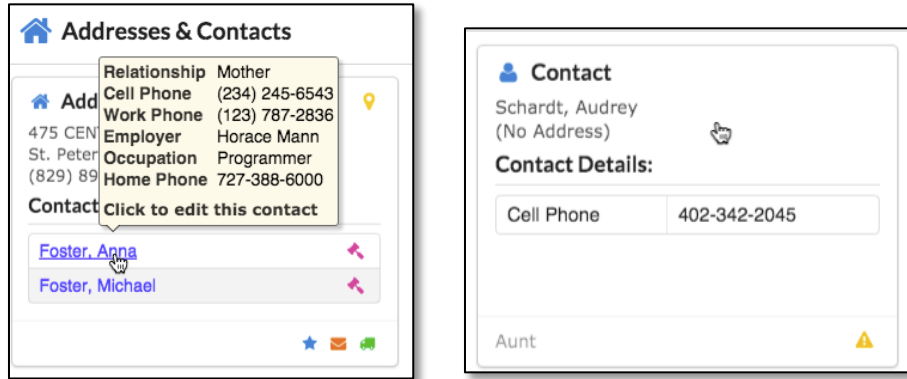 Addresses & Contacts
Relationship Mother
Cell Phone (234) 245-6543
Work Phone (123) 787-2836
Employer Horace Mann
Occupation Programmer
Home Phone 727-388-6000
Click to edit this contact
Add
475 CEN
St. Peter
(829) 89
Contact
Foster, Anna
Foster, Michael
Contact
Schardt, Audrey
(No Address)
Contact Details:
Cell Phone 402-342-2045
Aunt